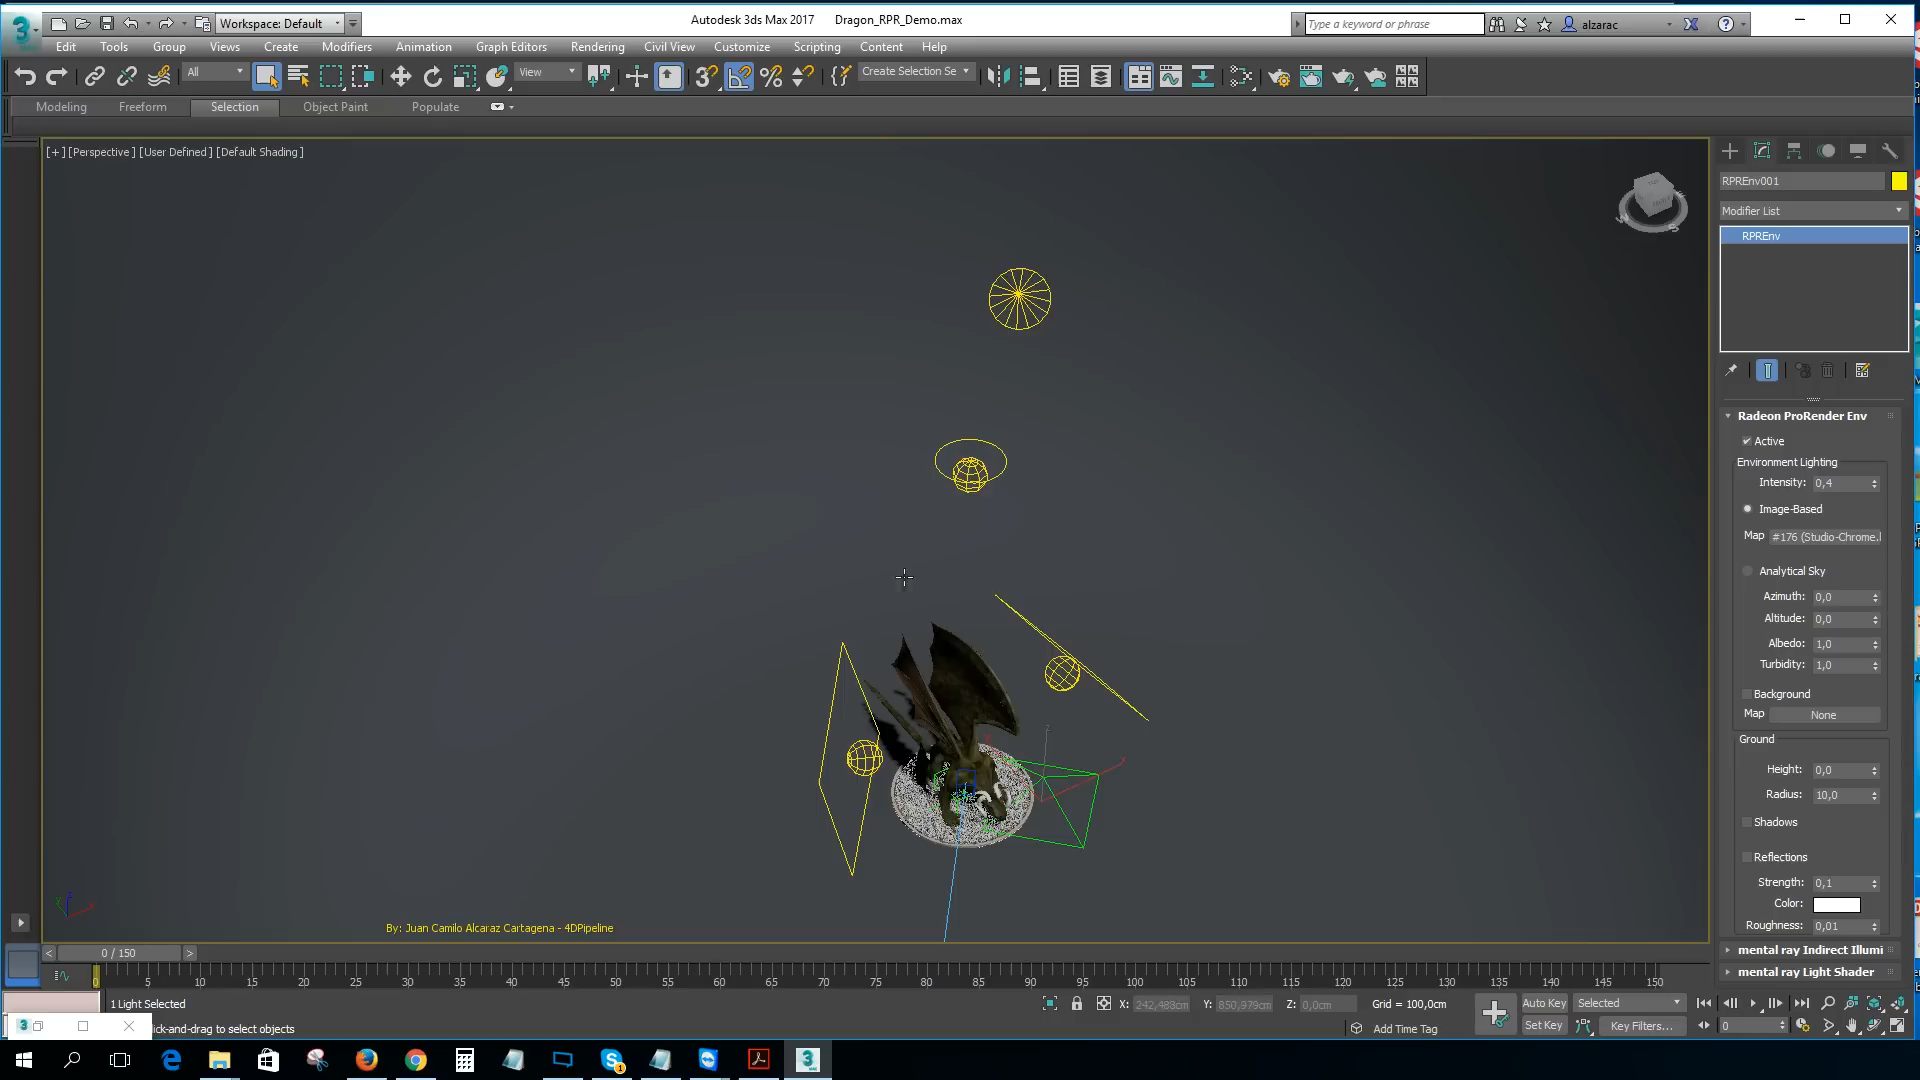 Workspace: Default
Autodesk 3ds Max 2017 Dragon_RPR_Demo.max
Type a keyword or phrase
alzarac
Edit Tools Group Views Create Modifiers Animation Graph Editors Rendering Civil View Customize Scripting Content Help
All
View
Create Selection Se
Modeling Freeform Selection Object Paint Populate
[+] [Perspective ] [User Defined ] [Default Shading ]
RPREnv001
Modifier List
RPREnv
Radeon ProRender Env
Active
Environment Lighting
Intensity: 0,4
Image-Based
Map #176 (Studio-Chrome.
Analytical Sky
Azimuth: 0,0
Altitude: 0,0
Albedo: 1,0
Turbidity: 1,0
Background
Map None
Ground
Height: 0,0
Radius: 10,0
Shadows
Reflections
Strength: 0,1
Color:
Roughness: 0,01
mental ray Indirect Illumi
mental ray Light Shader
By: Juan Camilo Alcaraz Cartagena - 4DPipeline
< 0 / 150 >
0 5 10 15 20 25 30 35 40 45 50 55 60 65 70 75 80 85 90 95 100 105 110 115 120 125 130 135 140 145 150
1 Light Selected
X: 242,483cm Y: 850,979cm Z: 0,0cm Grid = 100,0cm
Auto Key Selected
lick-and-drag to select objects
Add Time Tag
Set Key Key Filters... 0